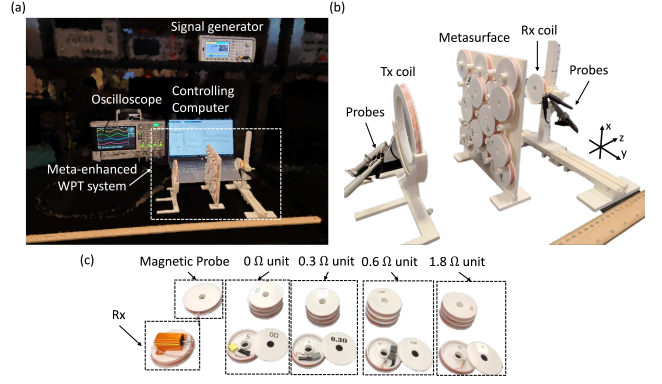 (a)
Signal generator
Oscilloscope
Controlling
Computer
Meta-enhanced
WPT system
(b)
Metasurface
Rx coil
Probes
Tx coil
Probes
x
z
y
(c)
Magnetic Probe
0 Ω unit
0.3 Ω unit
0.6 Ω unit
1.8 Ω unit
Rx
0Ω
0.3Ω